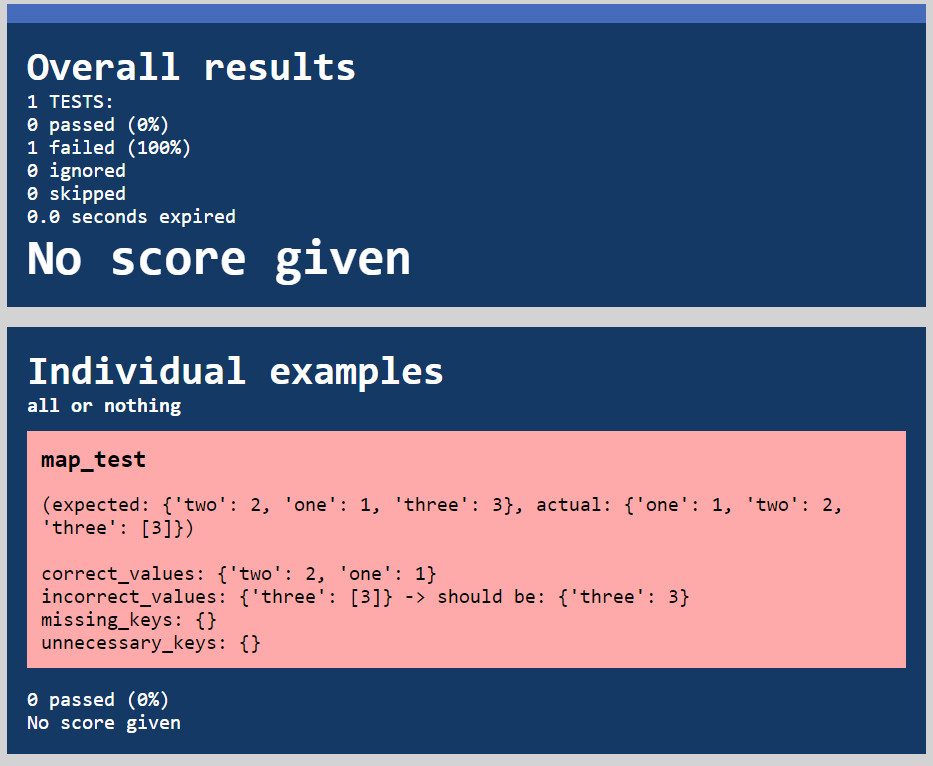 Overall results
1 TESTS:
0 passed (0%)
1 failed (100%)
0 ignored
0 skipped
0.0 seconds expired
No score given
Individual examples
all or nothing
map_test
(expected: {'two': 2, 'one': 1, 'three': 3}, actual: {'one': 1, 'two': 2,
'three': [3]})
correct_values: {'two': 2, 'one': 1}
incorrect_values: {'three': [3]} -> should be: {'three': 3}
missing_keys: {}
unnecessary_keys: {}
0 passed (0%)
No score given